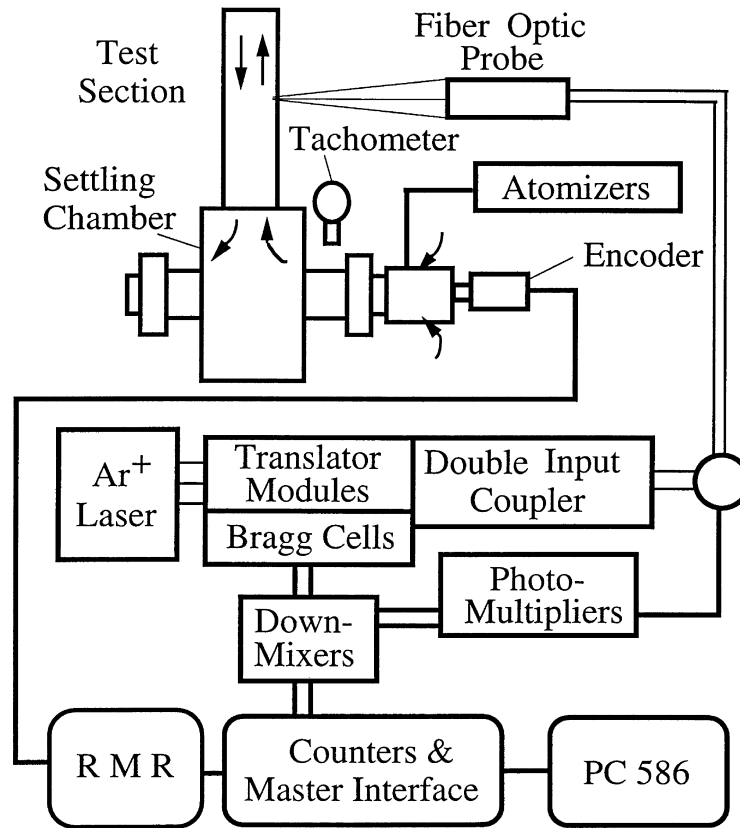 Test
Section
Fiber Optic
Probe
Tachometer
Settling
Chamber
Atomizers
Encoder
Ar+
Laser
Translator
Modules
Double Input
Coupler
Bragg Cells
Photo-
Multipliers
Down-
Mixers
R M R
Counters &
Master Interface
PC 586